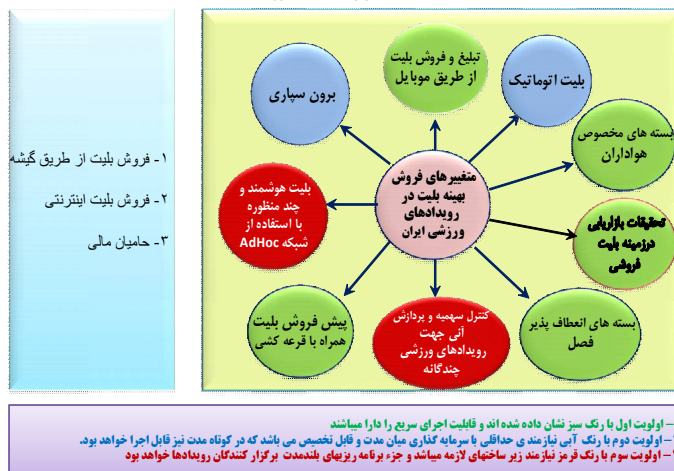 ۱- فروش بلیت از طریق گیشه
۲- فروش بلیت اینترنتی
۳- حامیان مالی
تبلیغ و فروش بلیت
از طریق موبایل
بلیت اتوماتیک
برون سپاری
بسته های مخصوص
هواداران
متغییرهای فروش
بهینه بلیت در
رویدادهای
ورزشی ایران
بلیت هوشمند و
چند منظوره
با استفاده از
شبکه AdHoc
تحقیقات بازاریابی
درزمینه بلیت
فروشی
پیش فروش بلیت
همراه با قرعه کشی
کنترل سهمیه و پردازش
آنی جهت
رویدادهای ورزشی
چندگانه
بسته های انعطاف پذیر
فصل
- اولویت اول با رنگ سبز نشان داده شده اند و قابلیت اجرای سریع را دارا میباشند
- اولویت دوم با رنگ آبی نیازمند ی حداقلی با سرمایه گذاری میان مدت و قابل تخصیص می باشد که در کوتاه مدت نیز قابل اجرا خواهد بود.
- اولویت سوم با رنگ قرمز نیازمند زیر ساختهای لازمه میباشد و جزء برنامه ریزیهای بلندمدت برگزار کنندگان رویدادها خواهد بود